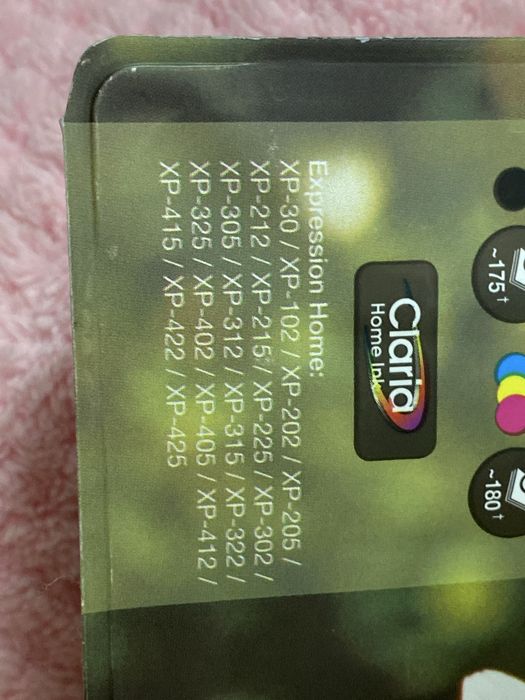 ~175†
~180†
Claria
Home Ink
Expression Home:
XP-30 / XP-102 / XP-202 / XP-205 /
XP-212 / XP-215 / XP-225 / XP-302 /
XP-305 / XP-312 / XP-315 / XP-322 /
XP-325 / XP-402 / XP-405 / XP-412 /
XP-415 / XP-422 / XP-425